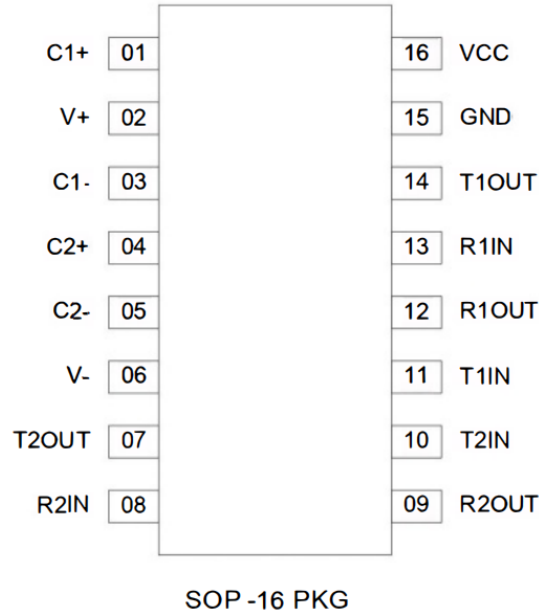 C1+ 01 16 VCC
V+ 02 15 GND
C1- 03 14 T1OUT
C2+ 04 13 R1IN
C2- 05 12 R1OUT
V- 06 11 T1IN
T2OUT 07 10 T2IN
R2IN 08 09 R2OUT
SOP -16 PKG